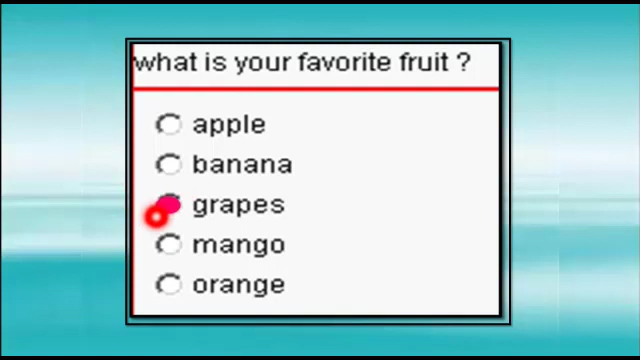 what is your favorite fruit ?
apple
banana
grapes
mango
orange